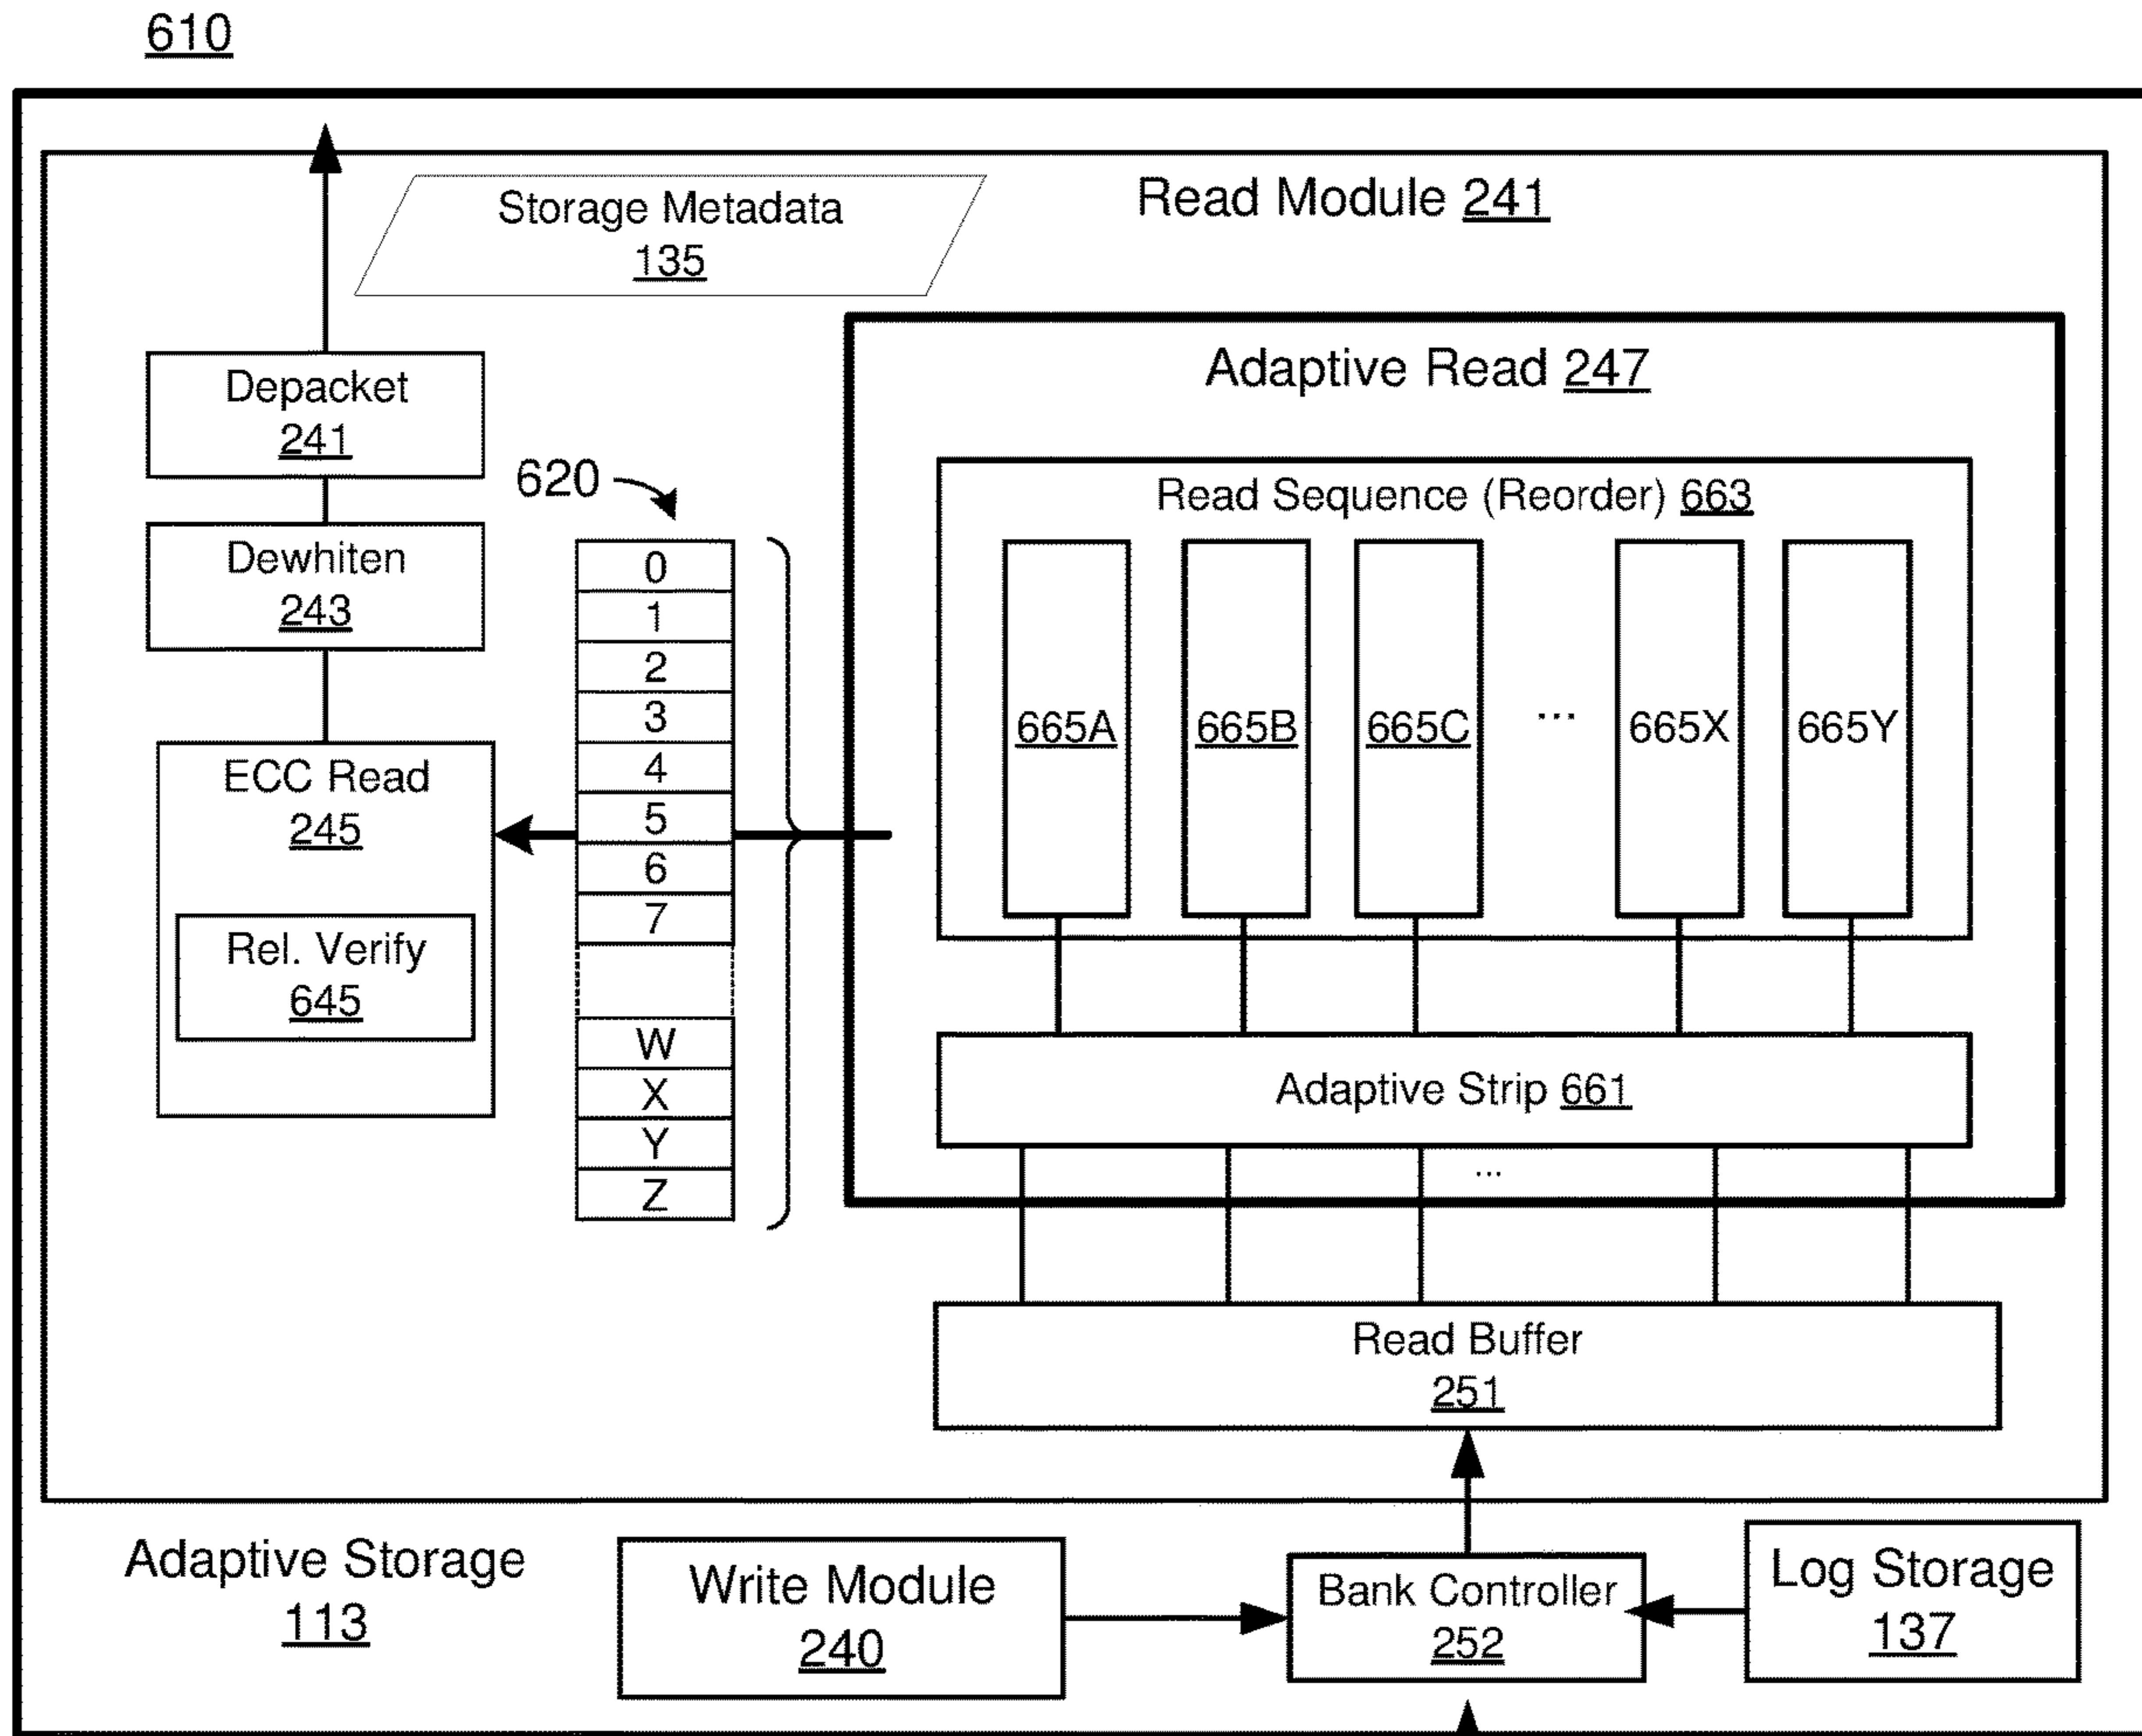 610
Storage Metadata
135
Read Module 241
Adaptive Read 247
Depacket
241
620
Read Sequence (Reorder) 663
Dewhiten
243
0
1
2
3
4
5
6
7
W
X
Y
Z
665A 665B 665C ... 665X 665Y
ECC Read
245
Rel. Verify
645
Adaptive Strip 661
...
Read Buffer
251
Adaptive Storage
113
Write Module
240
Bank Controller
252
Log Storage
137